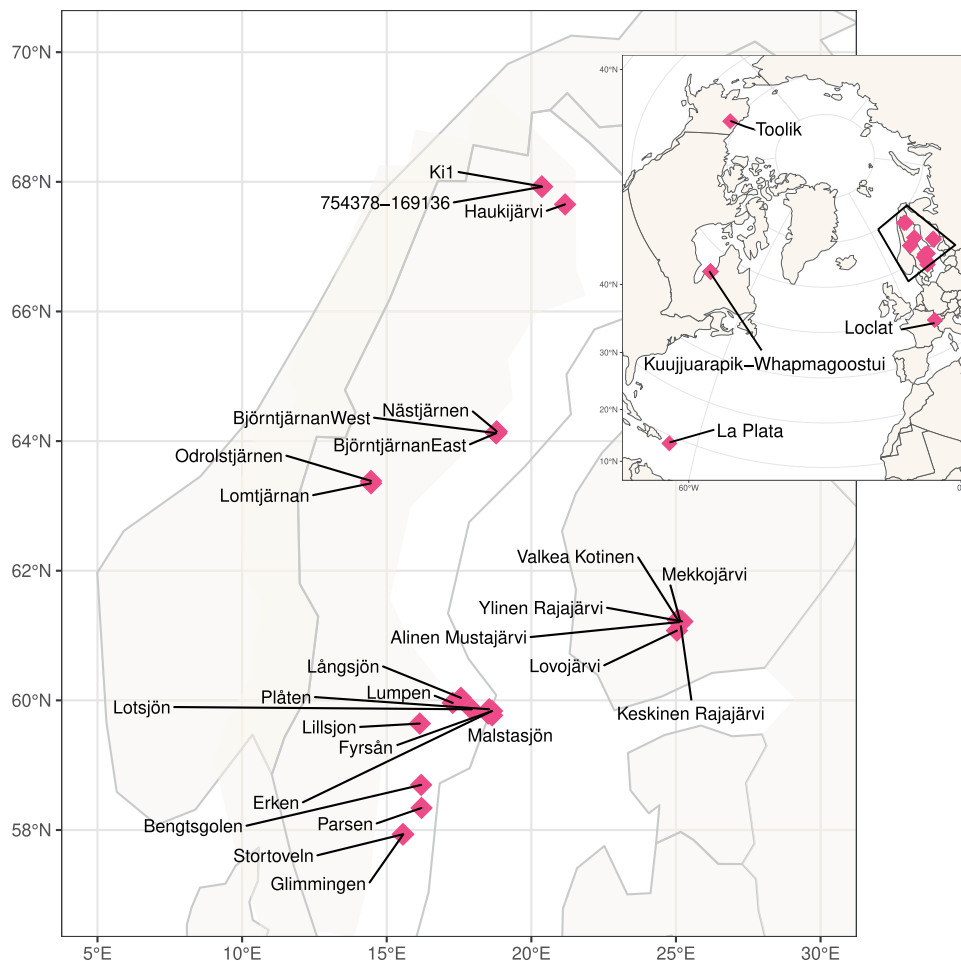 70°N
40°N
Toolik
Ki1
68°N
754378−169136
Haukijärvi
40°N
66°N
Loclat
30°N
Kuujjuarapik−Whapmagoostui
20°N
Nästjärnen
BjörntjärnanWest
La Plata
64°N
BjörntjärnanEast
Odrolstjärnen
10°N
60°W
0°
Lomtjärnan
Valkea Kotinen
62°N
Mekkojärvi
Ylinen Rajajärvi
Alinen Mustajärvi
Långsjön
Lovojärvi
Lumpen
Plåten
60°N
Lotsjön
Keskinen Rajajärvi
Lillsjon
Malstasjön
Fyrsån
Erken
Bengtsgolen
Parsen
58°N
Stortoveln
Glimmingen
5°E
10°E
15°E
20°E
25°E
30°E